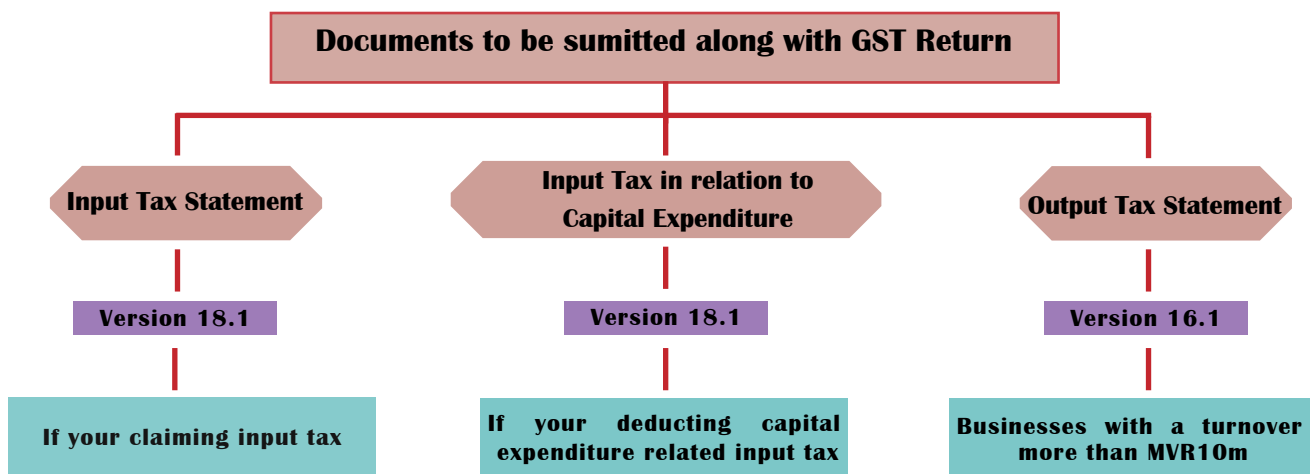 Documents to be sumitted along with GST Return
Input Tax Statement
Version 18.1
If your claiming input tax
Input Tax in relation to
Capital Expenditure
Version 18.1
If your deducting capital
expenditure related input tax
Output Tax Statement
Version 16.1
Businesses with a turnover
more than MVR10m